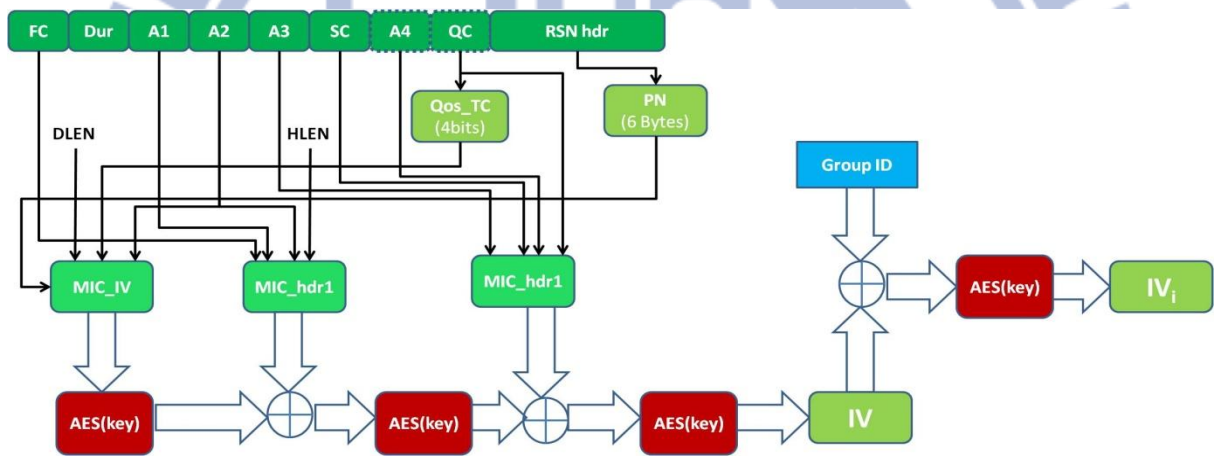 FC Dur A1 A2 A3 SC A4 QC RSN hdr
Qos_TC
(4bits)
PN
(6 Bytes)
DLEN
HLEN
Group ID
MIC_IV
MIC_hdr1
MIC_hdr1
AES(key)
IVi
AES(key)
AES(key)
AES(key)
IV